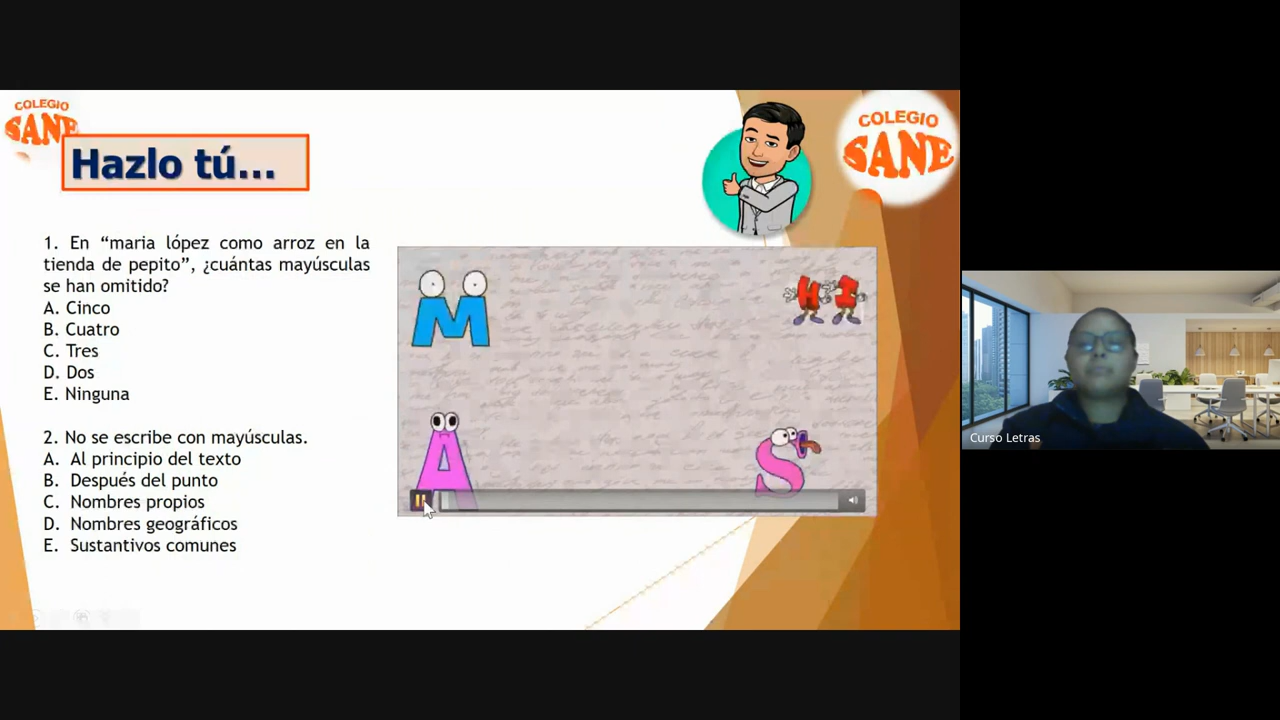 COLEGIO
SANE
Hazlo tú...
COLEGIO
SANE
1. En “maria lópez como arroz en la
tienda de pepito”, ¿cuántas mayúsculas
se han omitido?
A. Cinco
B. Cuatro
C. Tres
D. Dos
E. Ninguna
2. No se escribe con mayúsculas.
A. Al principio del texto
B. Después del punto
C. Nombres propios
D. Nombres geográficos
E. Sustantivos comunes
M
H I
A
S
Curso Letras